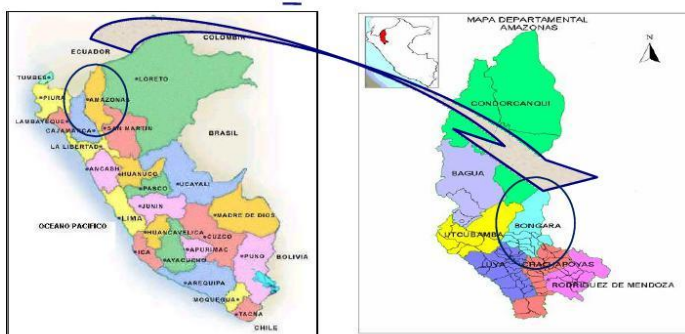 COLOMBIA
ECUADOR
TUMBES
LORETO
PIURA
AMAZONAS
LAMBAYEQUE
CAJAMARCA
SAN MARTIN
BRASIL
LA LIBERTAD
ANCASH
HUANUCO
UCAYALI
PASCO
JUNIN
OCEANO PACIFICO
LIMA
MADRE DE DIOS
HUANCAVELICA
CUZCO
ICA
APURIMAC
AYACUCHO
PUNO
BOLIVIA
AREQUIPA
MOQUEGUA
TACNA
CHILE
MAPA DEPARTAMENTAL
AMAZONAS
N
CONDORCANQUI
BAGUA
UTCUBAMBA
BONGARA
LUYA
CHACHAPOYAS
RODRIGUEZ DE MENDOZA